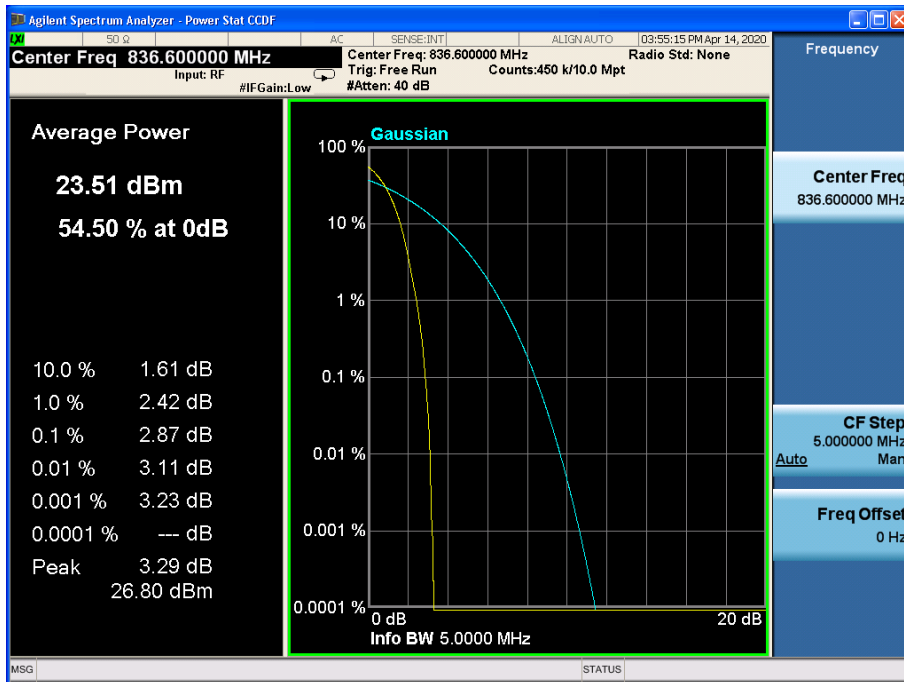 Agilent Spectrum Analyzer - Power Stat CCDF
LXI 50 Ω AC SENSE:INT ALIGN AUTO 03:55:15 PM Apr 14, 2020
Center Freq 836.600000 MHz
Input: RF
#IFGain:Low
Center Freq: 836.600000 MHz
Trig: Free Run Counts:450 k/10.0 Mpt
#Atten: 40 dB
Radio Std: None
Average Power
23.51 dBm
54.50 % at 0dB
10.0 % 1.61 dB
1.0 % 2.42 dB
0.1 % 2.87 dB
0.01 % 3.11 dB
0.001 % 3.23 dB
0.0001 % --- dB
Peak 3.29 dB
26.80 dBm
Gaussian
100 %
10 %
1 %
0.1 %
0.01 %
0.001 %
0.0001 %
0 dB 20 dB
Info BW 5.0000 MHz
Frequency
Center Freq
836.600000 MHz
CF Step
5.000000 MHz
Auto Man
Freq Offset
0 Hz
MSG STATUS